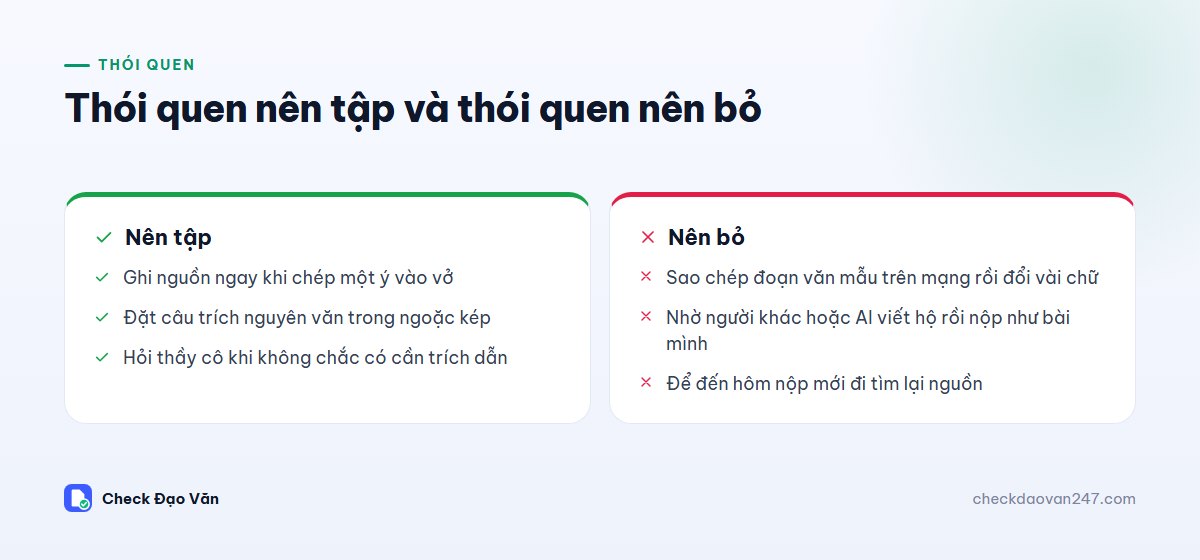 THÓI QUEN
Thói quen nên tập và thói quen nên bỏ
Nên tập
Ghi nguồn ngay khi chép một ý vào vở
Đặt câu trích nguyên văn trong ngoặc kép
Hỏi thầy cô khi không chắc có cần trích dẫn
Nên bỏ
Sao chép đoạn văn mẫu trên mạng rồi đổi vài chữ
Nhờ người khác hoặc AI viết hộ rồi nộp như bài
mình
Để đến hôm nộp mới đi tìm lại nguồn
Check Đạo Văn
checkdaovan247.com